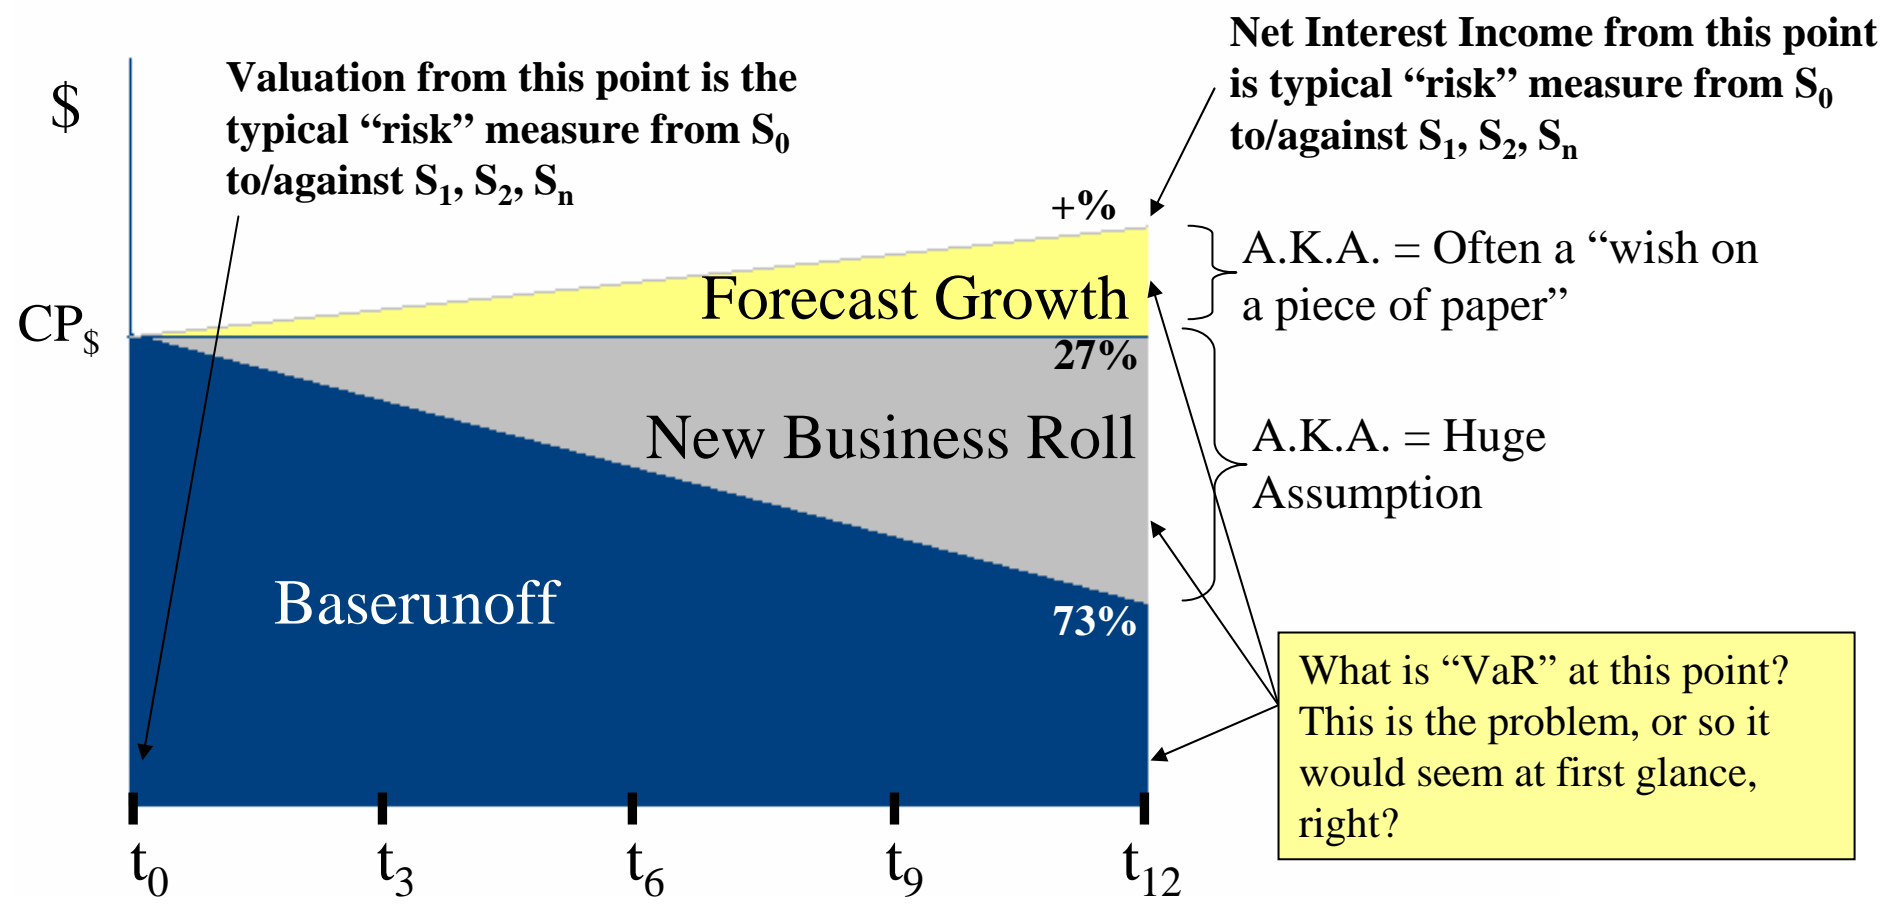 $
Valuation from this point is the
typical “risk” measure from S₀
to/against S₁, S₂, Sₙ
Net Interest Income from this point
is typical “risk” measure from S₀
to/against S₁, S₂, Sₙ
+%
A.K.A. = Often a “wish on
a piece of paper”
Forecast Growth
CP$
27%
New Business Roll
A.K.A. = Huge
Assumption
Baserunoff
73%
What is “VaR” at this point?
This is the problem, or so it
would seem at first glance,
right?
t₀ t₃ t₆ t₉ t₁₂